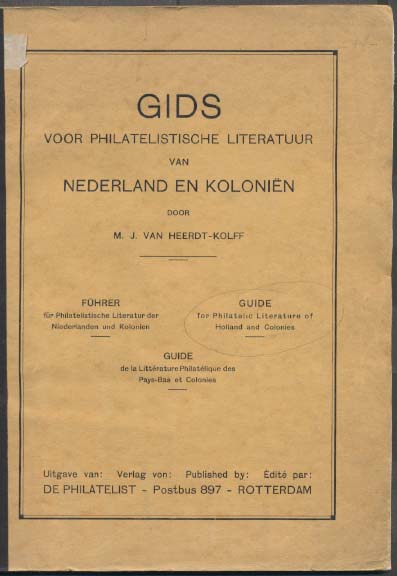 GIDS
VOOR PHILATELISTISCHE LITERATUUR
VAN
NEDERLAND EN KOLONIËN
DOOR
M. J. VAN HEERDT-KOLFF
FÜHRER
für Philatelistische Literatur der
Niederlanden und Kolonien
GUIDE
for Philatelic Literature of
Holland and Colonies
GUIDE
de la Littérature Philatélique des
Pays-Bas et Colonies
Uitgave van: Verlag von: Published by: Édité par:
DE PHILATELIST - Postbus 897 - ROTTERDAM